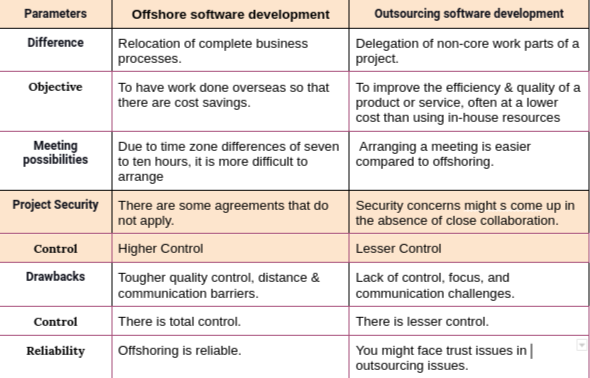 Parameters Offshore software development Outsourcing software development
Difference
Relocation of complete business
processes.
Delegation of non-core work parts of a
project.
Objective
To have work done overseas so that
there are cost savings.
To improve the efficiency & quality of a
product or service, often at a lower
cost than using in-house resources
Meeting
possibilities
Due to time zone differences of seven
to ten hours, it is more difficult to
arrange
Arranging a meeting is easier
compared to offshoring.
Project Security
There are some agreements that do
not apply.
Security concerns might s come up in
the absence of close collaboration.
Control
Higher Control
Lesser Control
Drawbacks
Tougher quality control, distance &
communication barriers.
Lack of control, focus, and
communication challenges.
Control
There is total control.
There is lesser control.
Reliability
Offshoring is reliable.
You might face trust issues in
outsourcing issues.